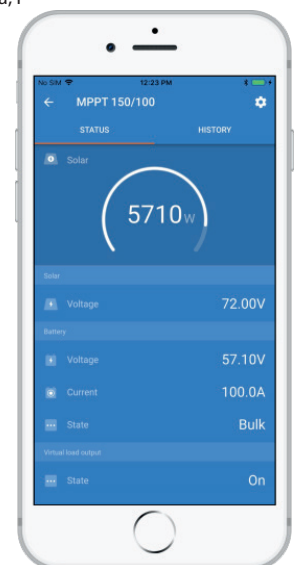 No SIM 12:23 PM
MPPT 150/100
STATUS HISTORY
Solar
5710W
Solar
Voltage 72.00V
Battery
Voltage 57.10V
Current 100.0A
State Bulk
Virtual load output
State On